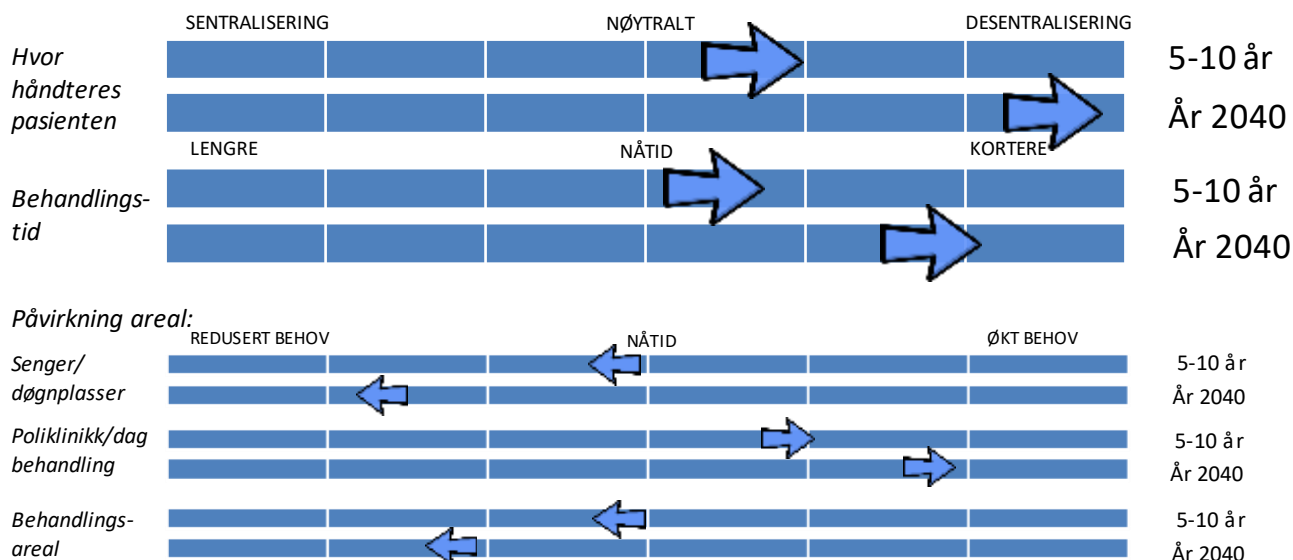 SENTRALISERING NØYTRALT DESENTRALISERING
Hvor
håndteres
pasienten
5-10 år
År 2040
LENGRE NÅTID KORTERE
Behandlings-
tid
5-10 år
År 2040
Påvirkning areal:
REDUSERT BEHOV NÅTID ØKT BEHOV
Senger/
døgnplasser
5-10 år
År 2040
Poliklinikk/dag
behandling
5-10 år
År 2040
Behandlings-
areal
5-10 år
År 2040